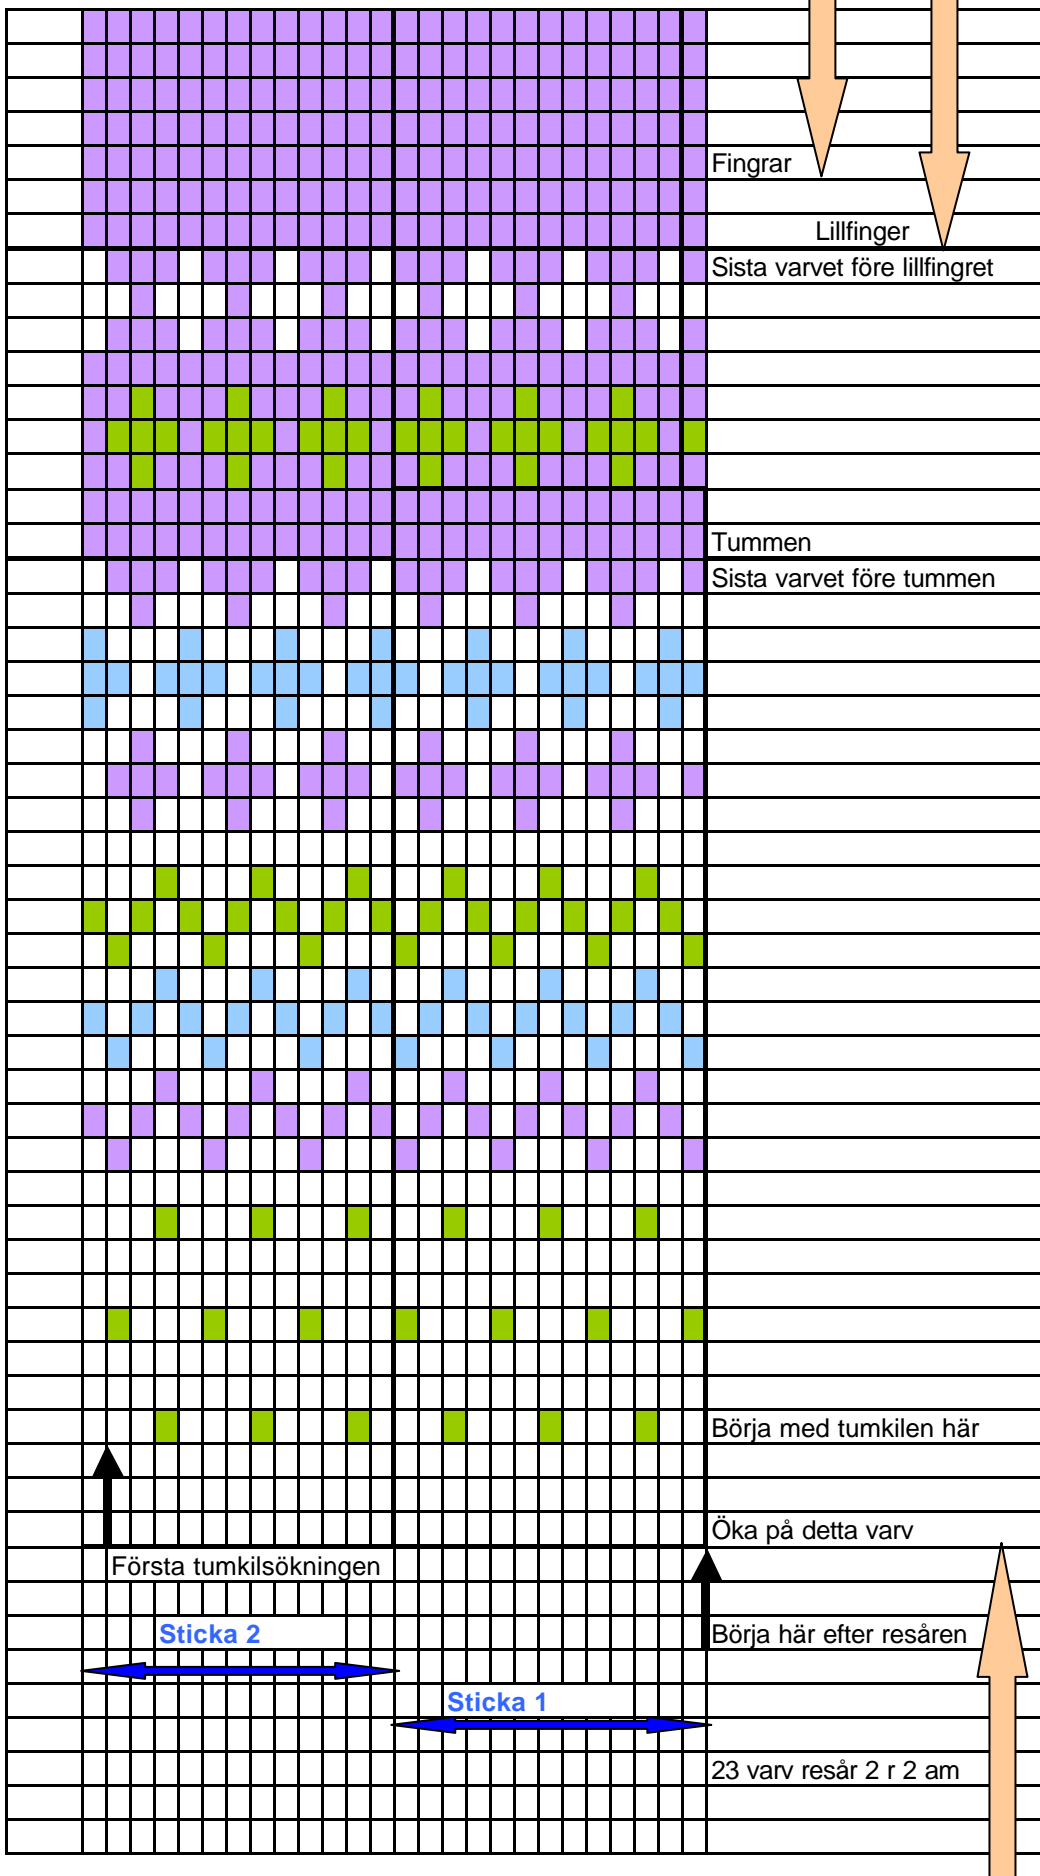 Fingrar
Lillfinger
Sista varvet före lillfingret
Tummen
Sista varvet före tummen
Börja med tumkilen här
Öka på detta varv
Första tumkilsökningen
Sticka 2
Börja här efter resåren
Sticka 1
23 varv resår 2 r 2 am